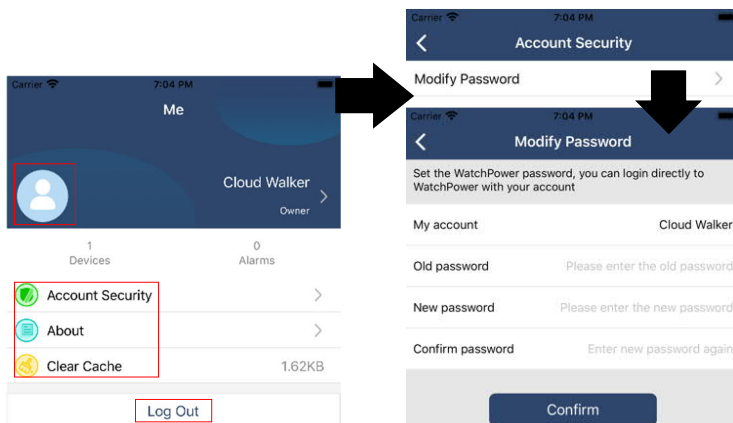 Carrier 7:04 PM
Me
Cloud Walker
Owner
1 0
Devices Alarms
Account Security
About
Clear Cache 1.62KB
Log Out
Carrier 7:04 PM
Account Security
Modify Password
Carrier 7:04 PM
Modify Password
Set the WatchPower password, you can login directly to
WatchPower with your account
My account Cloud Walker
Old password Please enter the old password
New password Please enter the new password
Confirm password Enter new password again
Confirm